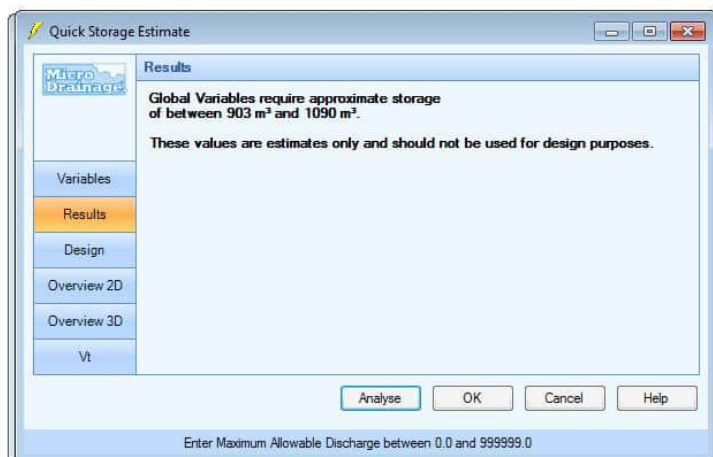 Quick Storage Estimate
Micro
Drainage
Results
Global Variables require approximate storage
of between 903 m³ and 1090 m³.
These values are estimates only and should not be used for design purposes.
Variables
Results
Design
Overview 2D
Overview 3D
Vt
Analyse OK Cancel Help
Enter Maximum Allowable Discharge between 0.0 and 999999.0